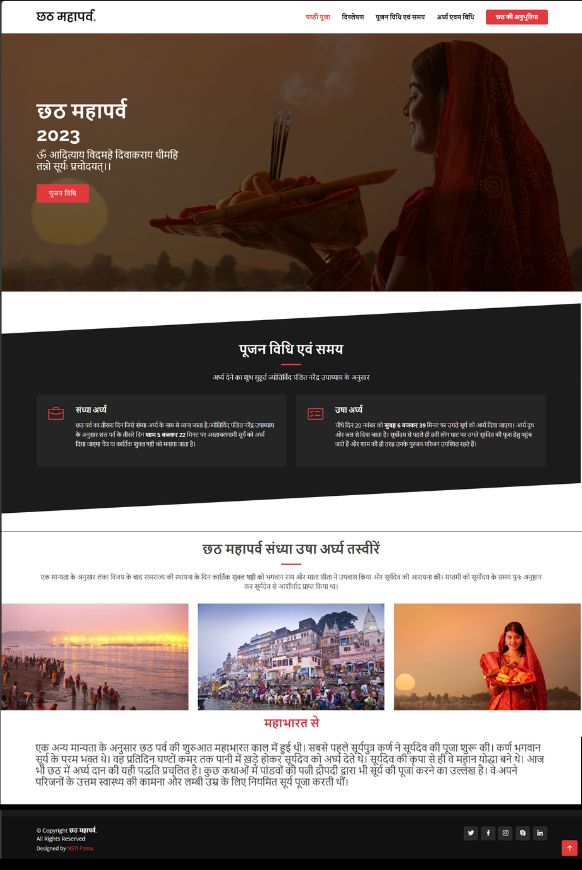 छठ महापर्व.
षष्ठी पूजा
विश्लेषण
पूजन विधि एवं समय
अर्घ्य एवम विधि
छठ की अनुभूतियां
छठ महापर्व
2023
ॐ आदित्याय विदमहे दिवाकराय धीमहि
तन्नो सूर्यः प्रचोदयत्।।
पूजन विधि
पूजन विधि एवं समय
अर्घ्य देने का शुभ मुहूर्त ज्योतिर्विद पंडित नरेंद्र उपाध्याय के अनुसार
संध्या अर्घ्य
छठ पर्व का तीसरा दिन जिसे संध्या अर्घ्य के नाम से जाना जाता है,ज्योतिर्विद पंडित नरेंद्र उपाध्याय
के अनुसार छठ पर्व के तीसरे दिन शाम 5 बजकर 22 मिनट पर अस्ताचलगामी सूर्य को अर्घ्य
दिया जाएगा चैत्र या कार्तिक शुक्ल षष्ठी को मनाया जाता है।
उषा अर्घ्य
चौथे दिन 20 नवंबर को सुबह 6 बजकर 39 मिनट पर उगते सूर्य को अर्घ्य दिया जाएगा। अर्घ्य दूध
और जल से दिया जाता है। सूर्योदय से पहले ही व्रती लोग घाट पर उगते सूर्यदेव की पूजा हेतु पहुंच
जाते हैं और शाम की ही तरह उनके पुरजन-परिजन उपस्थित रहते हैं।
छठ महापर्व संध्या उषा अर्घ्य तस्वीरें
एक मान्यता के अनुसार लंका विजय के बाद रामराज्य की स्थापना के दिन कार्तिक शुक्ल षष्ठी को भगवान राम और माता सीता ने उपवास किया और सूर्यदेव की आराधना की। सप्तमी को सूर्योदय के समय पुनः अनुष्ठान
कर सूर्यदेव से आशीर्वाद प्राप्त किया था।
महाभारत से
एक अन्य मान्यता के अनुसार छठ पर्व की शुरुआत महाभारत काल में हुई थी। सबसे पहले सूर्यपुत्र कर्ण ने सूर्यदेव की पूजा शुरू की। कर्ण भगवान
सूर्य के परम भक्त थे। वह प्रतिदिन घण्टों कमर तक पानी में ख़ड़े होकर सूर्यदेव को अर्घ्य देते थे। सूर्यदेव की कृपा से ही वे महान योद्धा बने थे। आज
भी छठ में अर्घ्य दान की यही पद्धति प्रचलित है। कुछ कथाओं में पांडवों की पत्नी द्रौपदी द्वारा भी सूर्य की पूजा करने का उल्लेख है। वे अपने
परिजनों के उत्तम स्वास्थ्य की कामना और लम्बी उम्र के लिए नियमित सूर्य पूजा करती थीं।
© Copyright छठ महापर्व.
All Rights Reserved
Designed by NSTI Patna